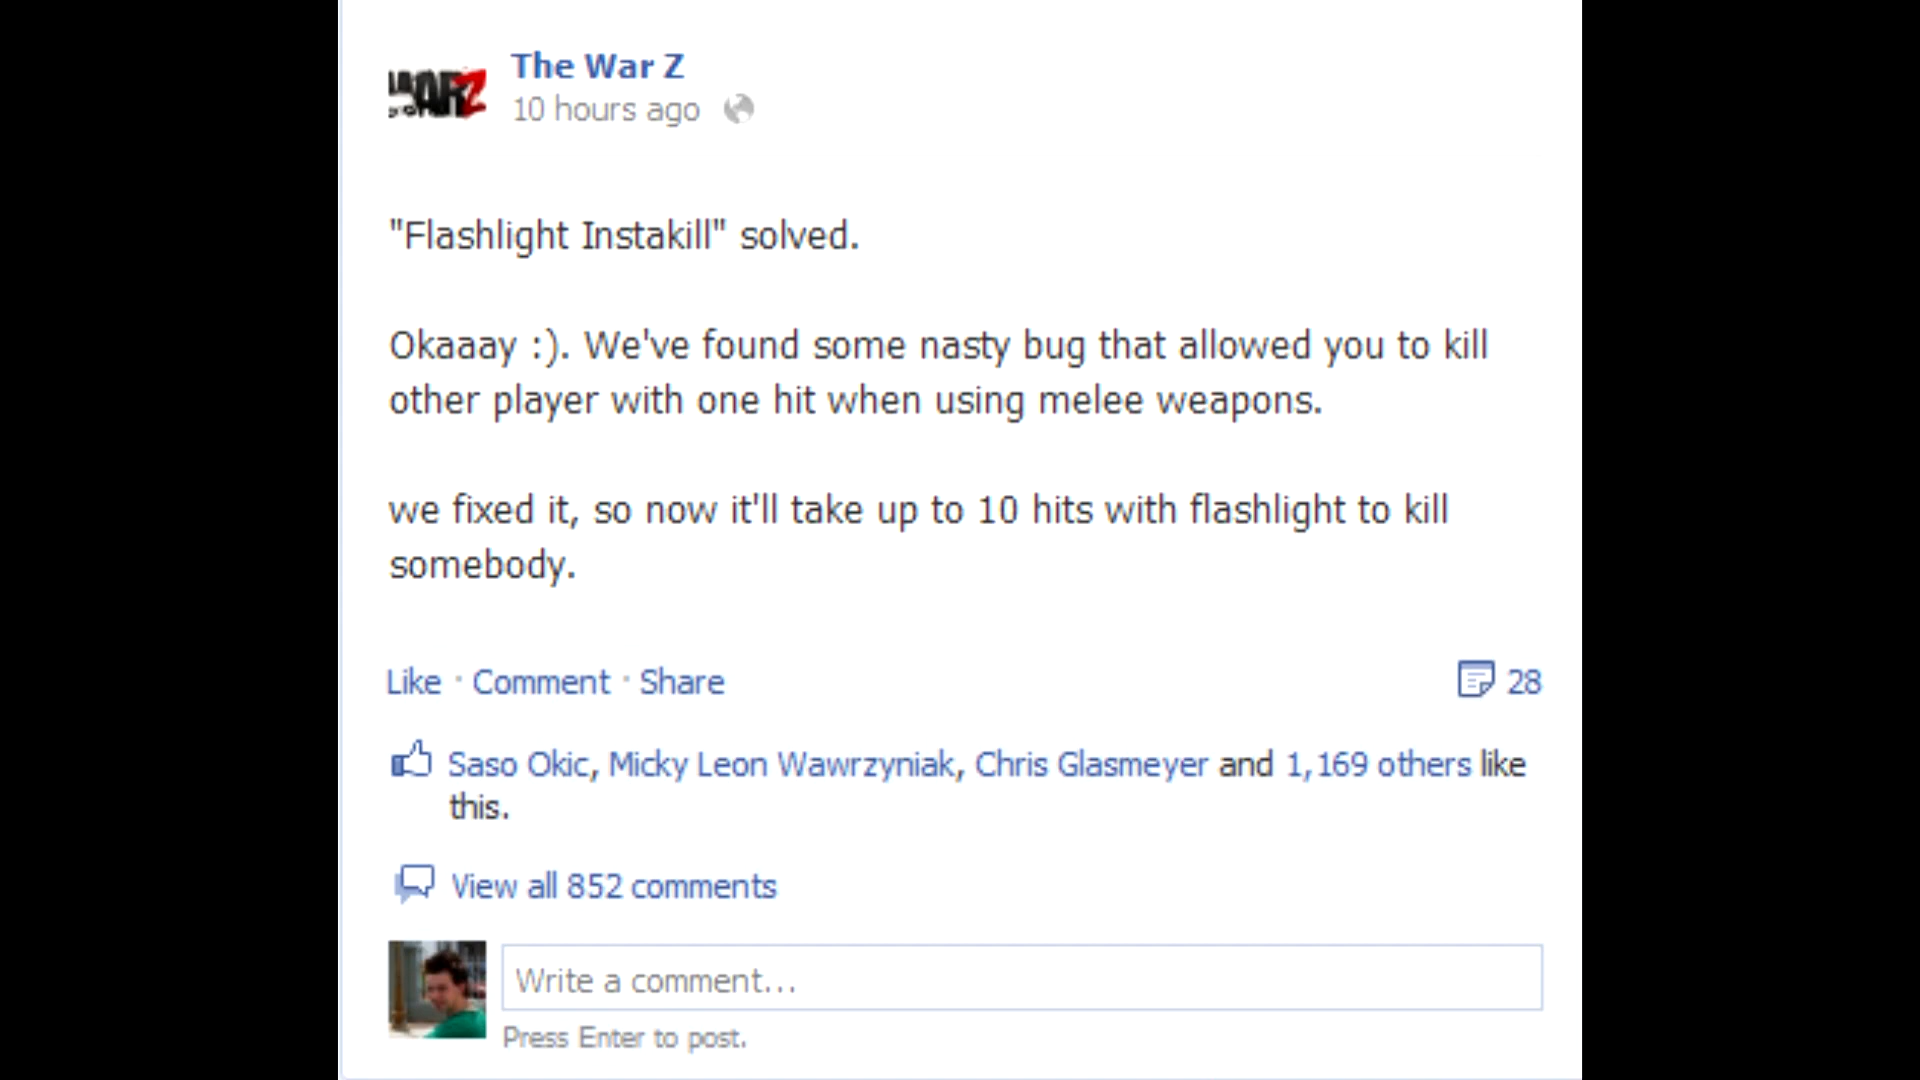 WARZ
The War Z
10 hours ago
"Flashlight Instakill" solved.
Okaaay :). We've found some nasty bug that allowed you to kill
other player with one hit when using melee weapons.
we fixed it, so now it'll take up to 10 hits with flashlight to kill
somebody.
Like · Comment · Share
28
Saso Okic, Micky Leon Wawrzyniak, Chris Glasmeyer and 1,169 others like
this.
View all 852 comments
Write a comment...
Press Enter to post.